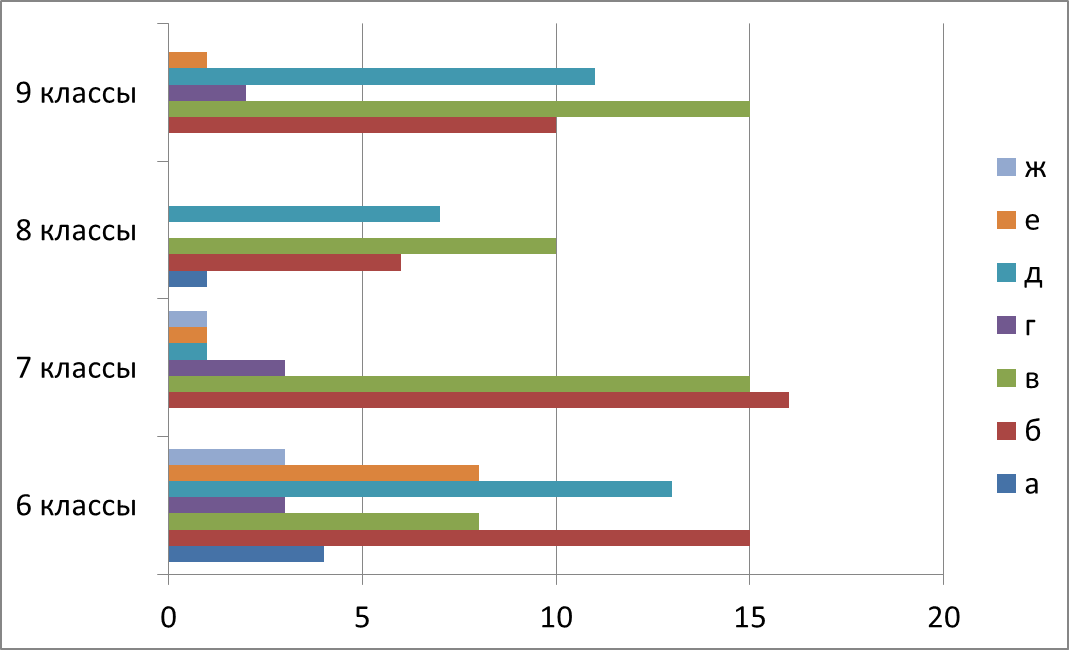 9 классы
8 классы
7 классы
6 классы
0 5 10 15 20
ж
е
д
г
в
б
а